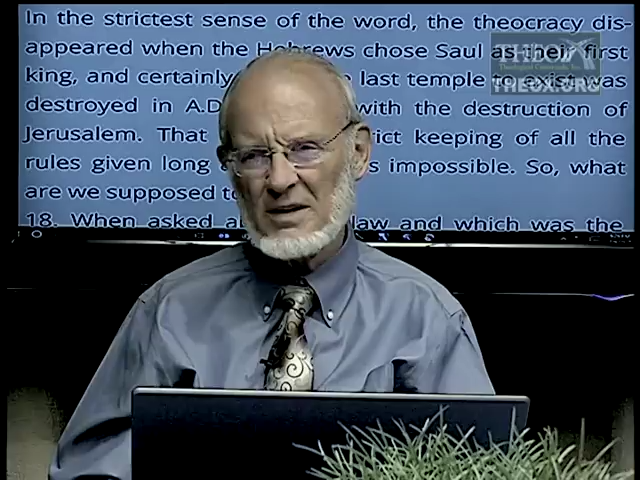 In the strictest sense of the word, the theocracy dis-
appeared when the Hebrews chose Saul as their first
king, and certainly last temple to exist was
destroyed in A.D with the destruction of
Jerusalem. That keeping of all the
rules given long impossible. So, what
are we supposed
18. When asked law and which was the
THEOX
THEOX.ORG